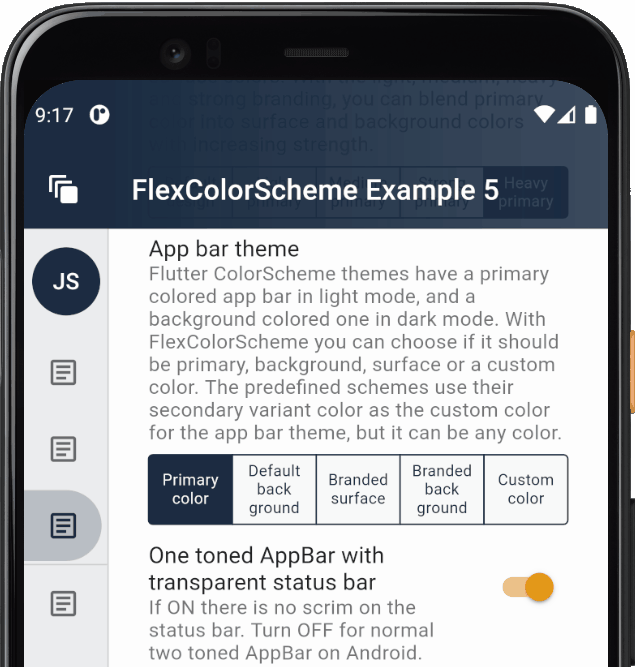 with the light, medium, heavy
and strong branding, you can blend primary
9:17
color into surface and background colors
with increasing strength.
FlexColorScheme Example 5
Strong
primary
Heavy
primary
JS
App bar theme
Flutter ColorScheme themes have a primary
colored app bar in light mode, and a
background colored one in dark mode. With
FlexColorScheme you can choose if it should
be primary, background, surface or a custom
color. The predefined schemes use their
secondary variant color as the custom color
for the app bar theme, but it can be any color.
Primary
color
Default
back
ground
Branded
surface
Branded
back
ground
Custom
color
One toned AppBar with
transparent status bar
If ON there is no scrim on the
status bar. Turn OFF for normal
two toned AppBar on Android.